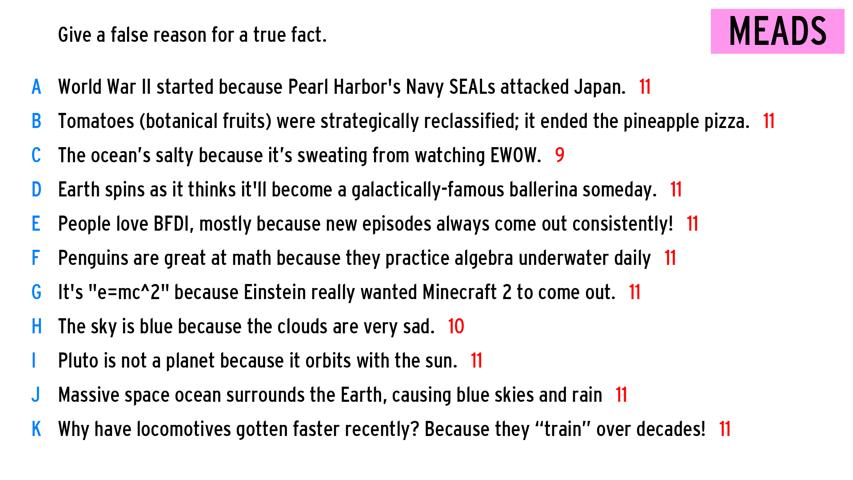 Give a false reason for a true fact.
MEADS
A World War II started because Pearl Harbor's Navy SEALs attacked Japan. 11
B Tomatoes (botanical fruits) were strategically reclassified; it ended the pineapple pizza. 11
C The ocean’s salty because it’s sweating from watching EWOW. 9
D Earth spins as it thinks it'll become a galactically-famous ballerina someday. 11
E People love BFDI, mostly because new episodes always come out consistently! 11
F Penguins are great at math because they practice algebra underwater daily 11
G It's "e=mc^2" because Einstein really wanted Minecraft 2 to come out. 11
H The sky is blue because the clouds are very sad. 10
I Pluto is not a planet because it orbits with the sun. 11
J Massive space ocean surrounds the Earth, causing blue skies and rain 11
K Why have locomotives gotten faster recently? Because they “train” over decades! 11